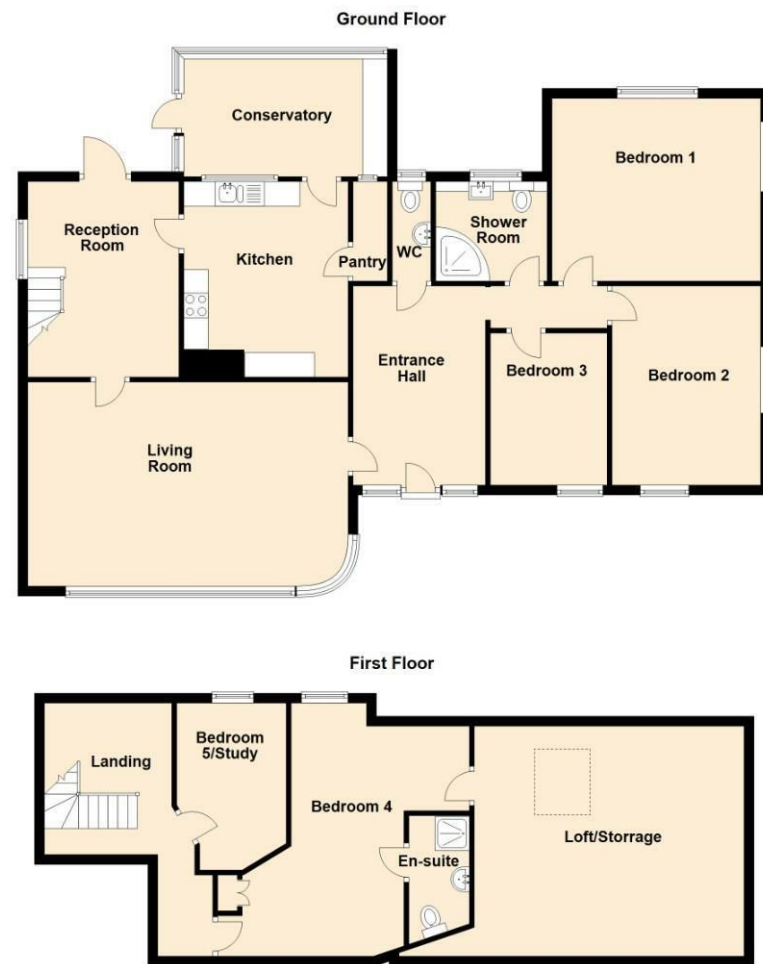 Ground Floor
Conservatory
Bedroom 1
Reception
Room
Kitchen
Pantry
WC
Shower
Room
Entrance
Hall
Bedroom 3
Bedroom 2
Living
Room
First Floor
Landing
Bedroom
5/Study
Bedroom 4
En-suite
Loft/Storrage